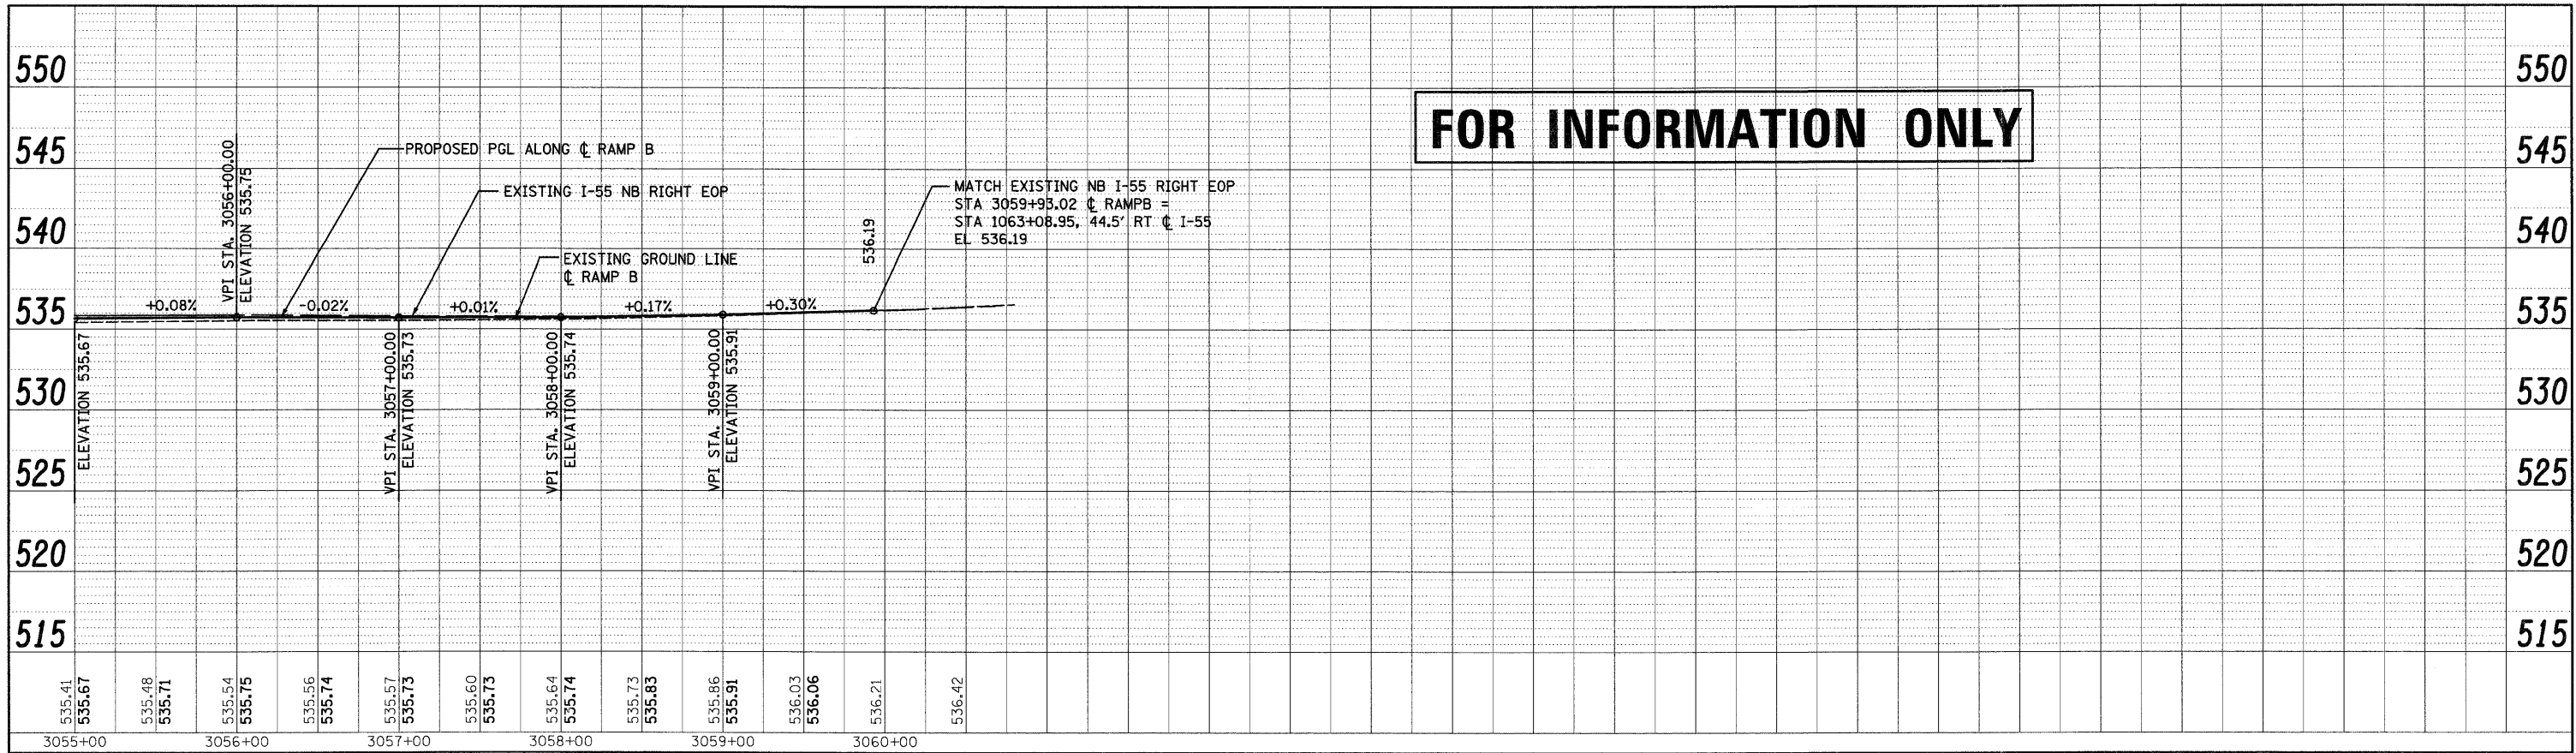 550
550
FOR INFORMATION ONLY
545
545
PROPOSED PGL ALONG ℄ RAMP B
EXISTING I-55 NB RIGHT EOP
MATCH EXISTING NB I-55 RIGHT EOP
STA 3059+93.02 ℄ RAMPB =
STA 1063+08.95, 44.5' RT ℄ I-55
EL 536.19
540
540
EXISTING GROUND LINE
℄ RAMP B
VPI STA. 3056+00.00
ELEVATION 535.75
536.19
535
+0.08%
-0.02%
+0.01%
+0.17%
+0.30%
535
ELEVATION 535.67
VPI STA. 3057+00.00
ELEVATION 535.73
VPI STA. 3058+00.00
ELEVATION 535.74
VPI STA. 3059+00.00
ELEVATION 535.91
530
530
525
525
520
520
515
515
535.41
535.67
535.48
535.71
535.54
535.75
535.56
535.74
535.57
535.73
535.60
535.73
535.64
535.74
535.73
535.83
535.86
535.91
536.03
536.06
536.21
536.42
3055+00
3056+00
3057+00
3058+00
3059+00
3060+00